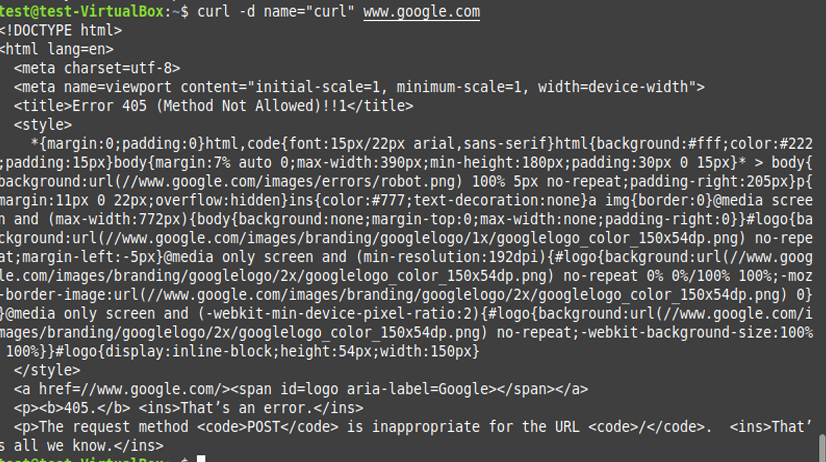 test@test-VirtualBox:~$ curl -d name="curl" www.google.com
<!DOCTYPE html>
<html lang=en>
  <meta charset=utf-8>
  <meta name=viewport content="initial-scale=1, minimum-scale=1, width=device-width">
  <title>Error 405 (Method Not Allowed)!!1</title>
  <style>
    *{margin:0;padding:0}html,code{font:15px/22px arial,sans-serif}html{background:#fff;color:#222
;padding:15px}body{margin:7% auto 0;max-width:390px;min-height:180px;padding:30px 0 15px}* > body{
background:url(//www.google.com/images/errors/robot.png) 100% 5px no-repeat;padding-right:205px}p{
margin:11px 0 22px;overflow:hidden}ins{color:#777;text-decoration:none}a img{border:0}@media scree
n and (max-width:772px){body{background:none;margin-top:0;max-width:none;padding-right:0}}#logo{ba
ckground:url(//www.google.com/images/branding/googlelogo/1x/googlelogo_color_150x54dp.png) no-repe
at;margin-left:-5px}@media only screen and (min-resolution:192dpi){#logo{background:url(//www.goog
le.com/images/branding/googlelogo/2x/googlelogo_color_150x54dp.png) no-repeat 0% 0%/100% 100%;-moz
-border-image:url(//www.google.com/images/branding/googlelogo/2x/googlelogo_color_150x54dp.png) 0}
}@media only screen and (-webkit-min-device-pixel-ratio:2){#logo{background:url(//www.google.com/i
mages/branding/googlelogo/2x/googlelogo_color_150x54dp.png) no-repeat;-webkit-background-size:100%
 100%}}#logo{display:inline-block;height:54px;width:150px}
  </style>
  <a href=//www.google.com/><span id=logo aria-label=Google></span></a>
  <p><b>405.</b> <ins>That’s an error.</ins>
  <p>The request method <code>POST</code> is inappropriate for the URL <code>/</code>.  <ins>That’
s all we know.</ins>
test@test-VirtualBox:~$